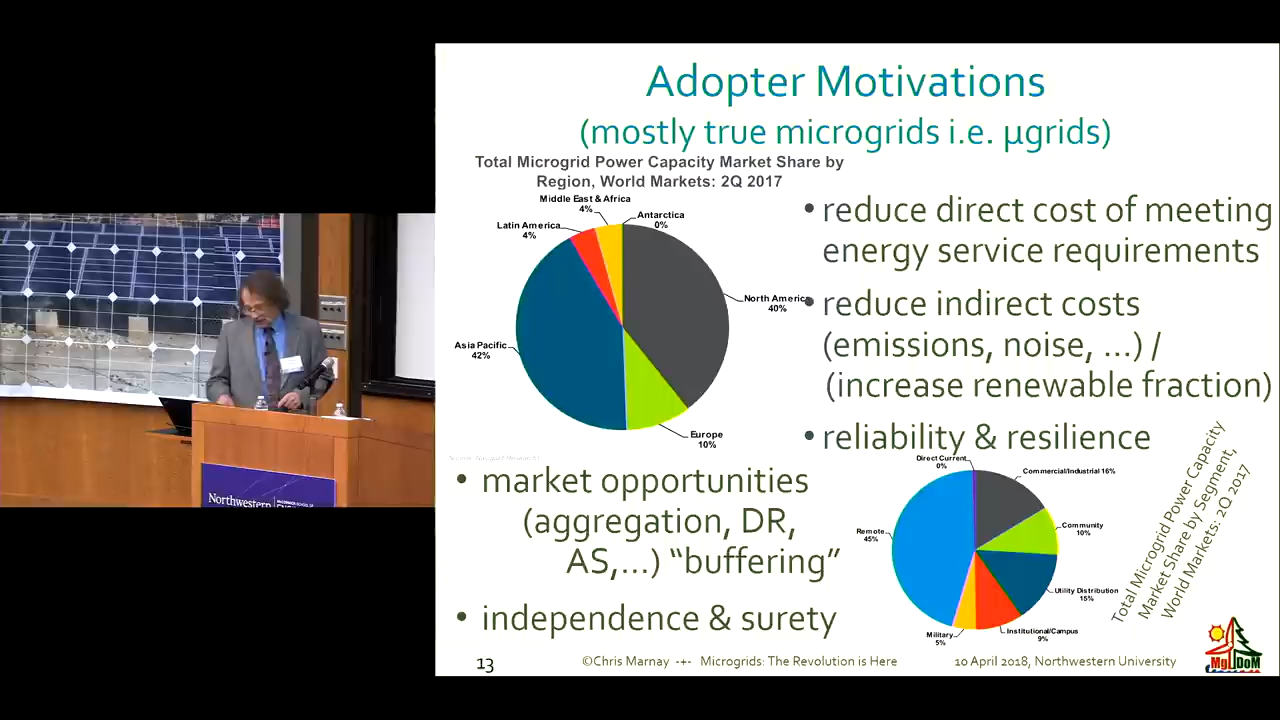 Adopter Motivations
(mostly true microgrids i.e. µgrids)
Total Microgrid Power Capacity Market Share by
Region, World Markets: 2Q 2017
Middle East & Africa
4%
Antarctica
0%
Latin America
4%
North America
40%
Asia Pacific
42%
Europe
10%
• reduce direct cost of meeting
energy service requirements
• reduce indirect costs
(emissions, noise, ...) /
(increase renewable fraction)
• reliability & resilience
• market opportunities
(aggregation, DR,
AS,...) “buffering”
• independence & surety
Direct Current
0%
Commercial/Industrial 16%
Community
10%
Remote
45%
Utility Distribution
15%
Institutional/Campus
9%
Military
5%
Total Microgrid Power Capacity
Market Share by Segment,
World Markets: 2Q 2017
13
©Chris Marnay -+- Microgrids: The Revolution is Here
10 April 2018, Northwestern University
MgDoM
Northwestern